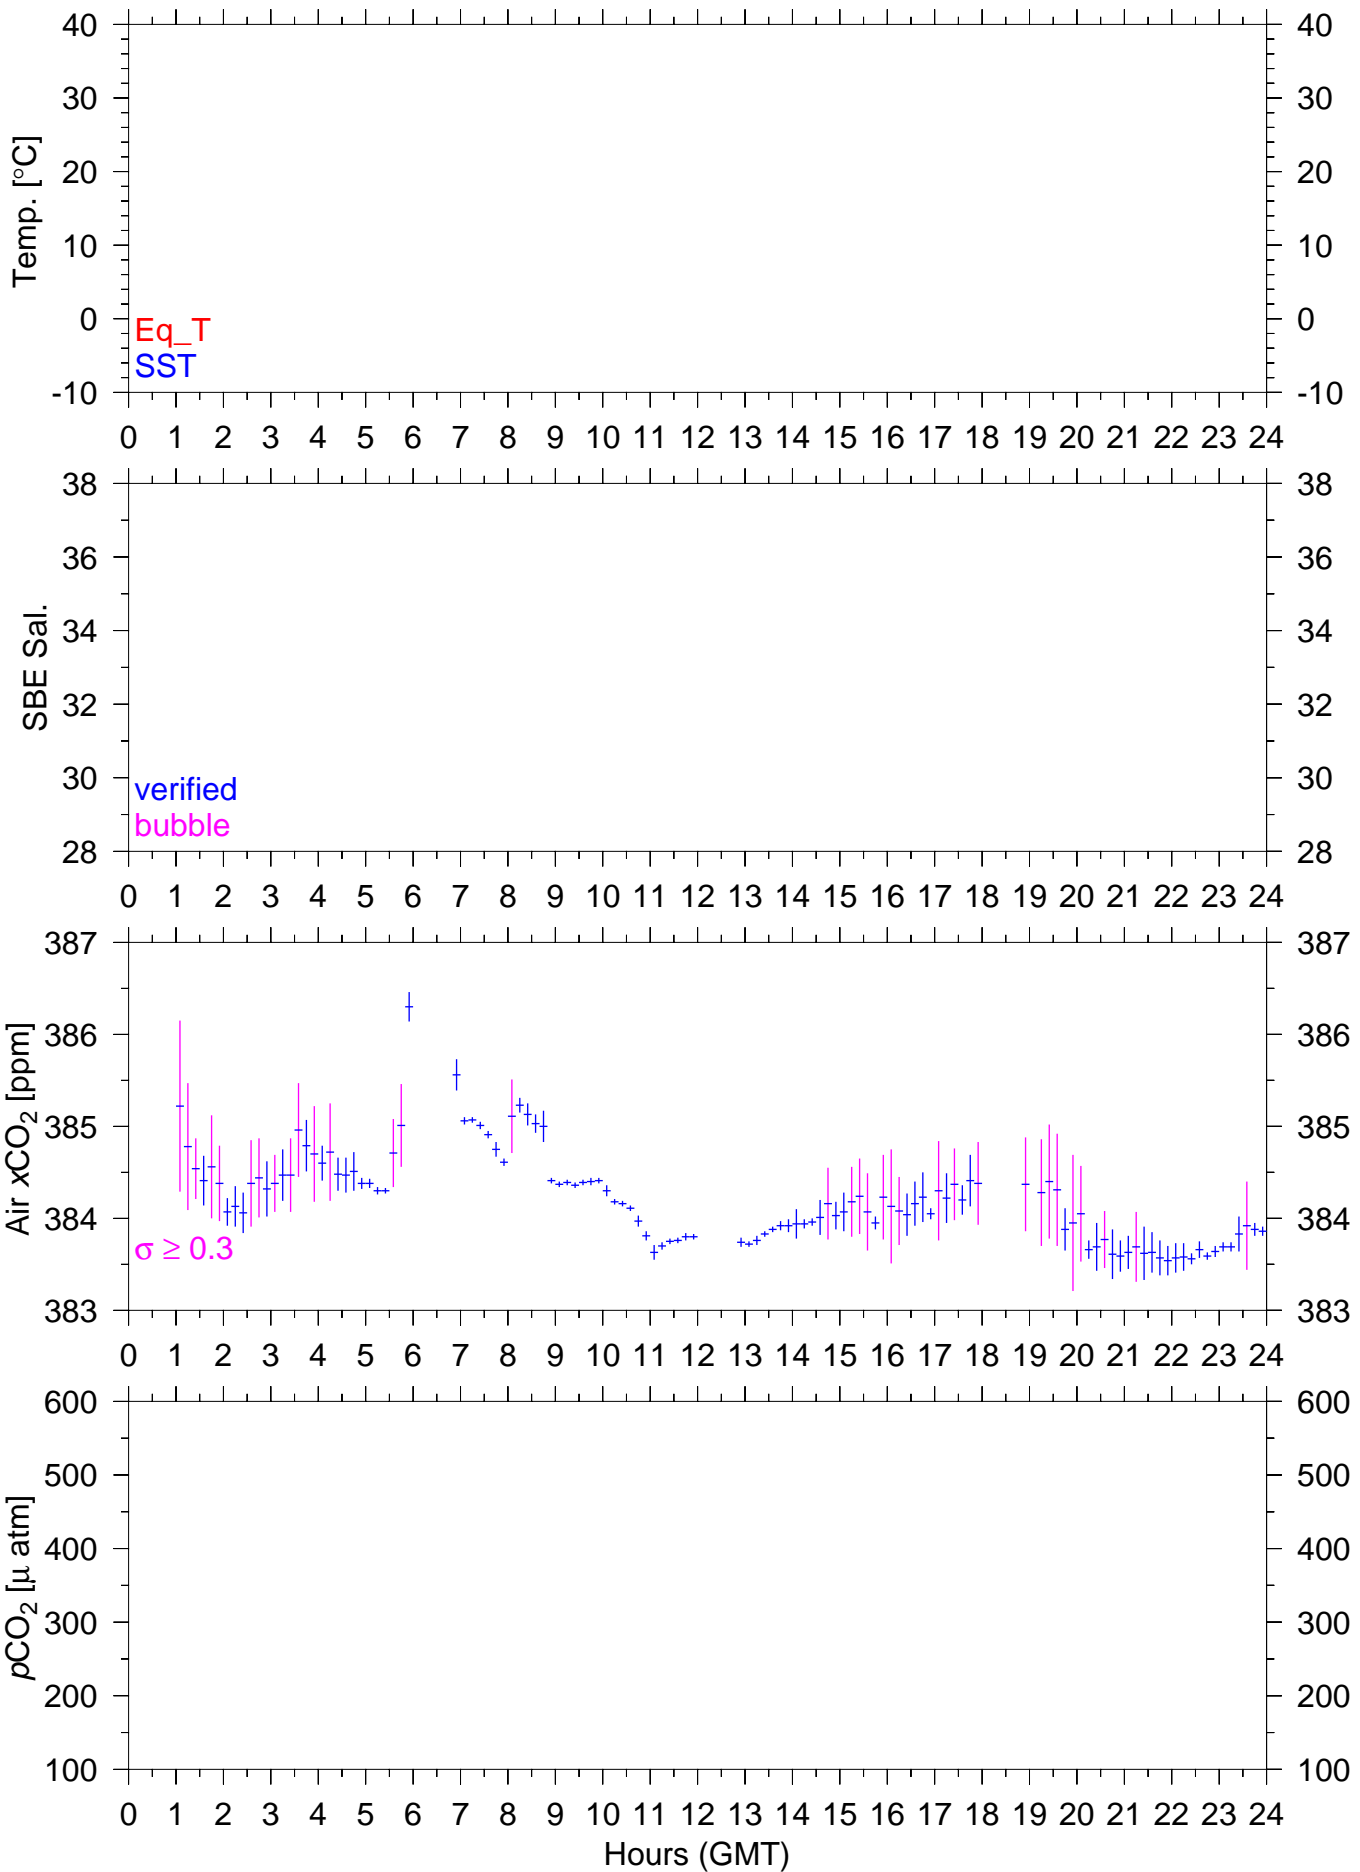 40 40
30 30
Temp. [°C]
20 20
10 10
0 0
Eq_T
SST
-10 -10
0 1 2 3 4 5 6 7 8 9 10 11 12 13 14 15 16 17 18 19 20 21 22 23 24
38 38
36 36
SBE Sal.
34 34
32 32
30 30
verified
bubble
28 28
0 1 2 3 4 5 6 7 8 9 10 11 12 13 14 15 16 17 18 19 20 21 22 23 24
387 387
386 386
Air xCO₂ [ppm]
385 385
384 384
σ ≥ 0.3
383 383
0 1 2 3 4 5 6 7 8 9 10 11 12 13 14 15 16 17 18 19 20 21 22 23 24
600 600
500 500
pCO₂ [µ atm]
400 400
300 300
200 200
100 100
0 1 2 3 4 5 6 7 8 9 10 11 12 13 14 15 16 17 18 19 20 21 22 23 24
Hours (GMT)